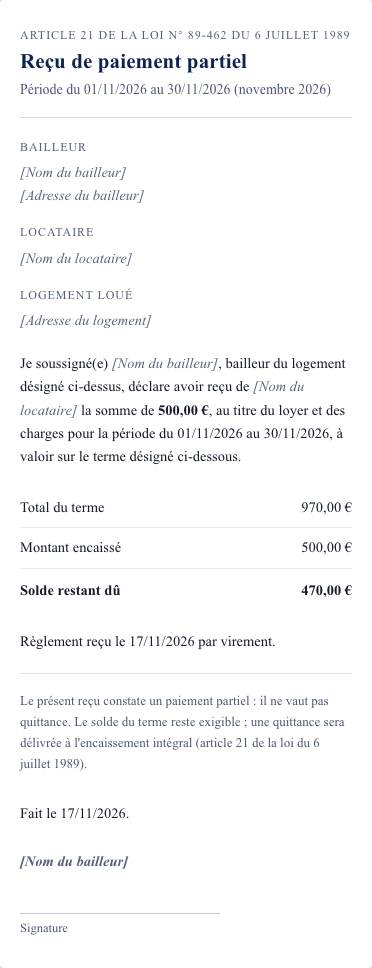 ARTICLE 21 DE LA LOI N° 89-462 DU 6 JUILLET 1989
Reçu de paiement partiel
Période du 01/11/2026 au 30/11/2026 (novembre 2026)
BAILLEUR
[Nom du bailleur]
[Adresse du bailleur]
LOCATAIRE
[Nom du locataire]
LOGEMENT LOUÉ
[Adresse du logement]
Je soussigné(e) [Nom du bailleur], bailleur du logement
désigné ci-dessus, déclare avoir reçu de [Nom du
locataire] la somme de 500,00 €, au titre du loyer et des
charges pour la période du 01/11/2026 au 30/11/2026, à
valoir sur le terme désigné ci-dessous.
Total du terme 970,00 €
Montant encaissé 500,00 €
Solde restant dû 470,00 €
Règlement reçu le 17/11/2026 par virement.
Le présent reçu constate un paiement partiel : il ne vaut pas
quittance. Le solde du terme reste exigible ; une quittance sera
délivrée à l'encaissement intégral (article 21 de la loi du 6
juillet 1989).
Fait le 17/11/2026.
[Nom du bailleur]
Signature